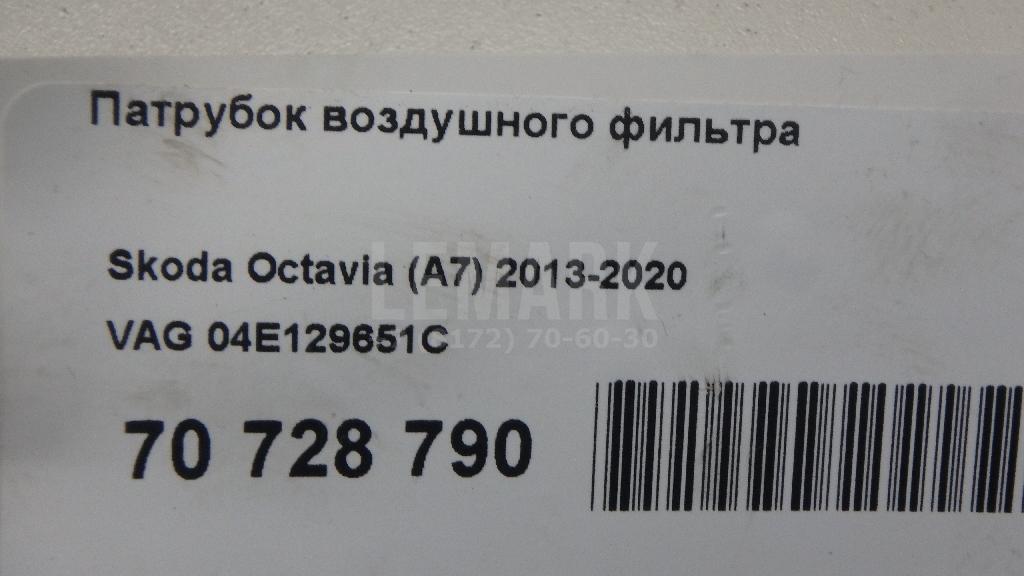 Патрубок воздушного фильтра
Skoda Octavia (A7) 2013-2020
LEMARK
VAG 04E129651C
172) 70-60-30
70 728 790